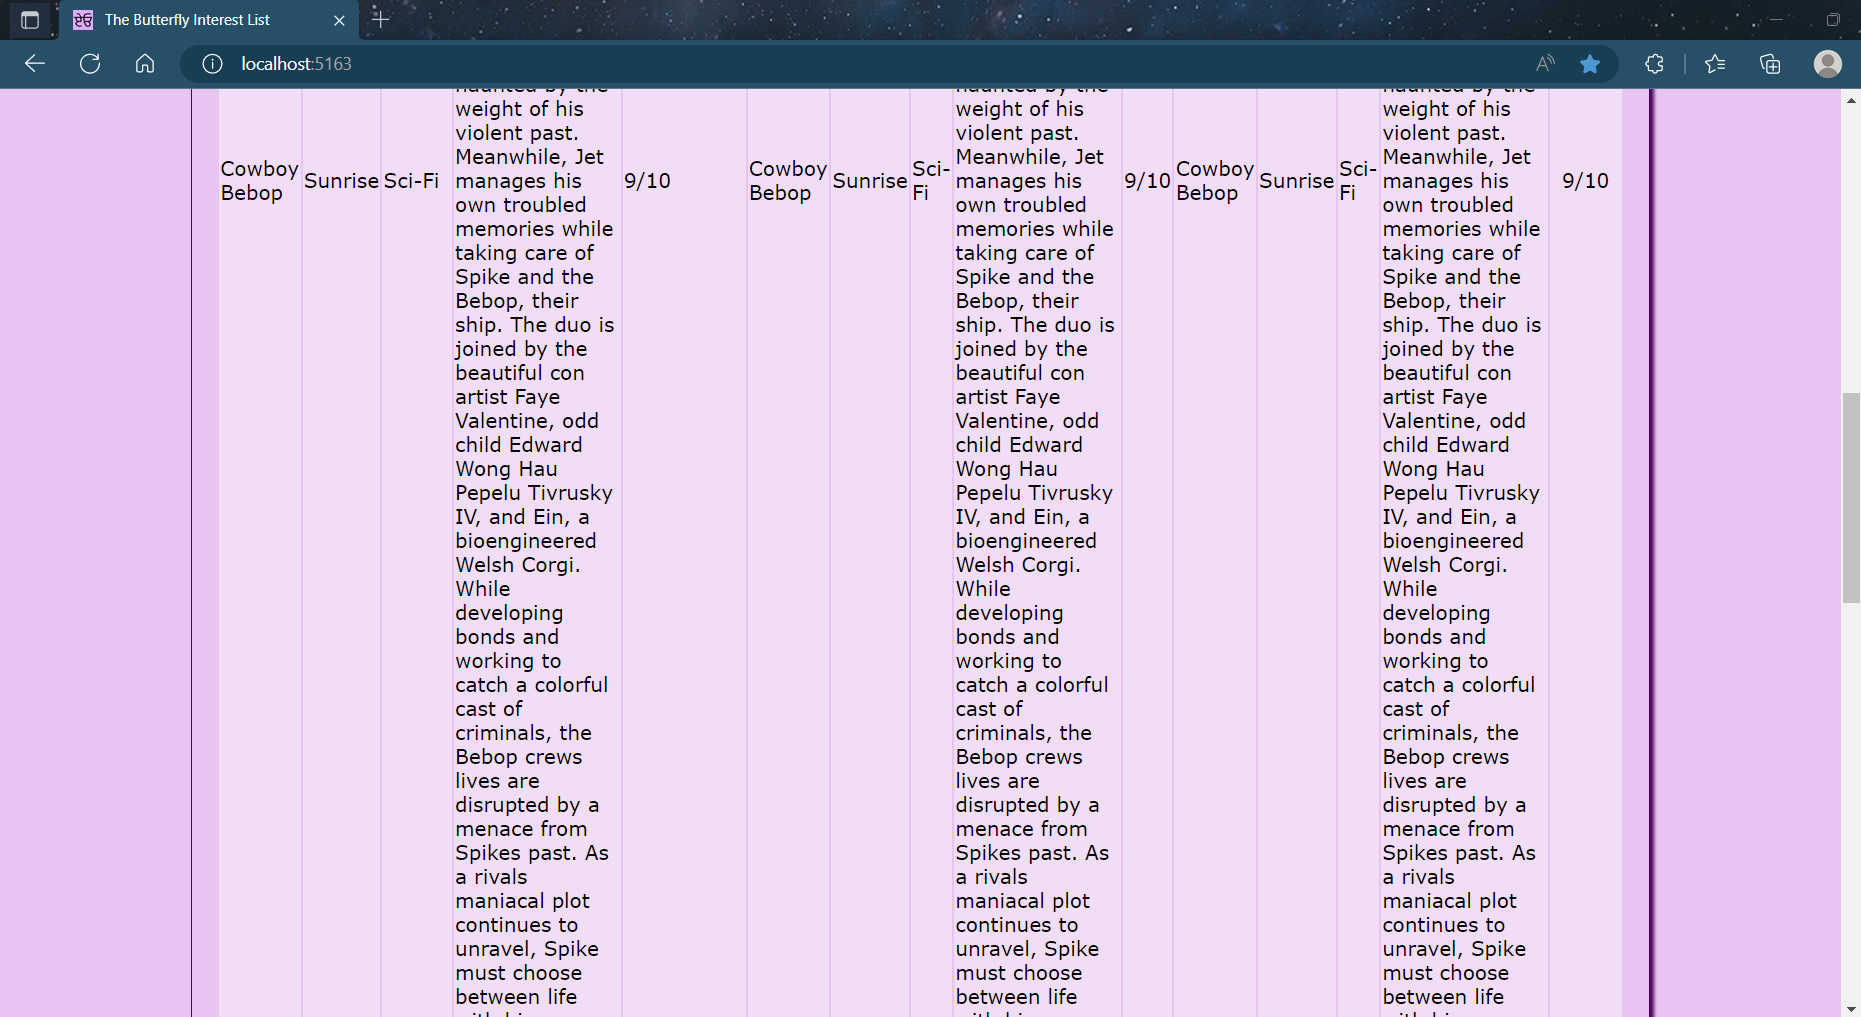 The Butterfly Interest List
localhost:5163
weight of his
violent past.
Meanwhile, Jet
manages his
own troubled
memories while
taking care of
Spike and the
Bebop, their
ship. The duo is
joined by the
beautiful con
artist Faye
Valentine, odd
child Edward
Wong Hau
Pepelu Tivrusky
IV, and Ein, a
bioengineered
Welsh Corgi.
While
developing
bonds and
working to
catch a colorful
cast of
criminals, the
Bebop crews
lives are
disrupted by a
menace from
Spikes past. As
a rivals
maniacal plot
continues to
unravel, Spike
must choose
between life
Cowboy
Bebop
Sunrise
Sci-Fi
9/10
Cowboy
Bebop
Sunrise
Sci-
Fi
weight of his
violent past.
Meanwhile, Jet
manages his
own troubled
memories while
taking care of
Spike and the
Bebop, their
ship. The duo is
joined by the
beautiful con
artist Faye
Valentine, odd
child Edward
Wong Hau
Pepelu Tivrusky
IV, and Ein, a
bioengineered
Welsh Corgi.
While
developing
bonds and
working to
catch a colorful
cast of
criminals, the
Bebop crews
lives are
disrupted by a
menace from
Spikes past. As
a rivals
maniacal plot
continues to
unravel, Spike
must choose
between life
9/10
Cowboy
Bebop
Sunrise
Sci-
Fi
weight of his
violent past.
Meanwhile, Jet
manages his
own troubled
memories while
taking care of
Spike and the
Bebop, their
ship. The duo is
joined by the
beautiful con
artist Faye
Valentine, odd
child Edward
Wong Hau
Pepelu Tivrusky
IV, and Ein, a
bioengineered
Welsh Corgi.
While
developing
bonds and
working to
catch a colorful
cast of
criminals, the
Bebop crews
lives are
disrupted by a
menace from
Spikes past. As
a rivals
maniacal plot
continues to
unravel, Spike
must choose
between life
9/10